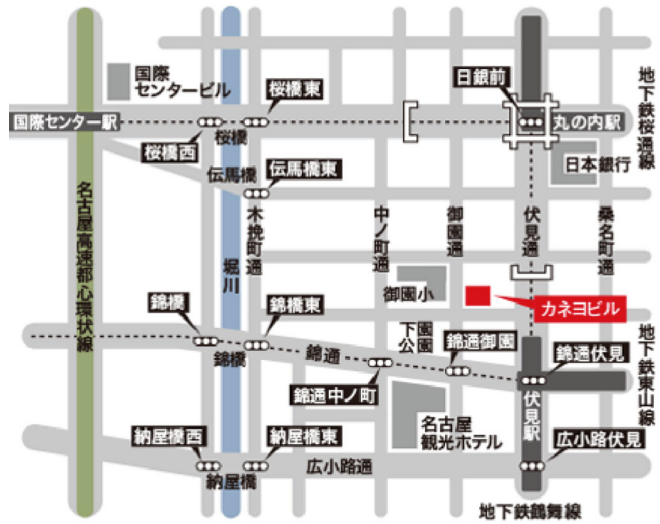 国際
センタービル
桜橋東
日銀前
地下鉄桜通線
国際センター駅
桜橋
丸の内駅
桜橋西
伝馬橋
伝馬橋東
日本銀行
名古屋高速都心環状線
堀川
木挽町通
中ノ町通
御園通
伏見通
桑名町通
御園小
カネヨビル
錦橋
錦橋東
下園
公園
錦通御園
地下鉄東山線
錦橋
錦通
錦通伏見
錦通中ノ町
伏見駅
名古屋
観光ホテル
納屋橋西
納屋橋東
広小路伏見
納屋橋
広小路通
地下鉄鶴舞線